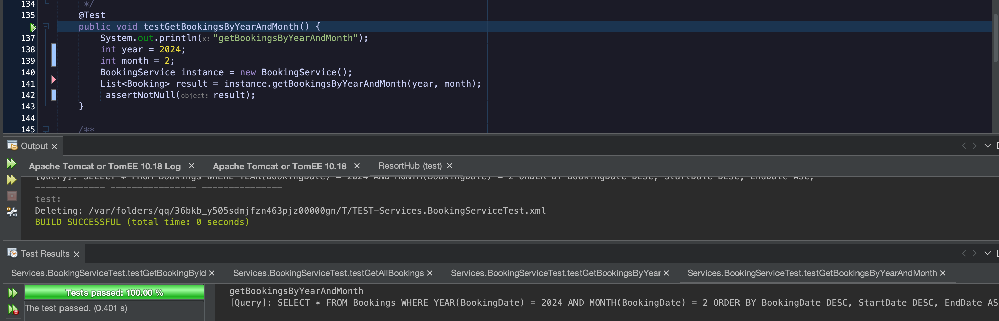 134 */
135 @Test
public void testGetBookingsByYearAndMonth() {
137 System.out.println(x: "getBookingsByYearAndMonth");
138 int year = 2024;
139 int month = 2;
140 BookingService instance = new BookingService();
141 List<Booking> result = instance.getBookingsByYearAndMonth(year, month);
142 assertNotNull(object: result);
143 }
144
145 /**
Output
Apache Tomcat or TomEE 10.18 Log Apache Tomcat or TomEE 10.18 ResortHub (test)
[Query]: SELECT * FROM Bookings WHERE YEAR(BookingDate) = 2024 AND MONTH(BookingDate) = 2 ORDER BY BookingDate DESC, StartDate DESC, EndDate ASC;
------------- ---------------- ---------------
test:
Deleting: /var/folders/qq/36bkb_y505sdmjfzn463pjz00000gn/T/TEST-Services.BookingServiceTest.xml
BUILD SUCCESSFUL (total time: 0 seconds)
Test Results
Services.BookingServiceTest.testGetBookingById Services.BookingServiceTest.testGetAllBookings Services.BookingServiceTest.testGetBookingsByYear Services.BookingServiceTest.testGetBookingsByYearAndMonth
Tests passed: 100.00 %
The test passed. (0.401 s)
getBookingsByYearAndMonth
[Query]: SELECT * FROM Bookings WHERE YEAR(BookingDate) = 2024 AND MONTH(BookingDate) = 2 ORDER BY BookingDate DESC, StartDate DESC, EndDate AS